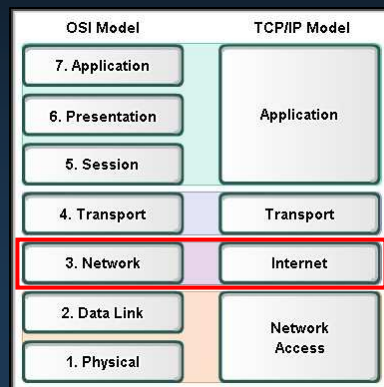 OSI Model
TCP/IP Model
7. Application
6. Presentation
5. Session
Application
4. Transport
Transport
3. Network
Internet
2. Data Link
1. Physical
Network
Access